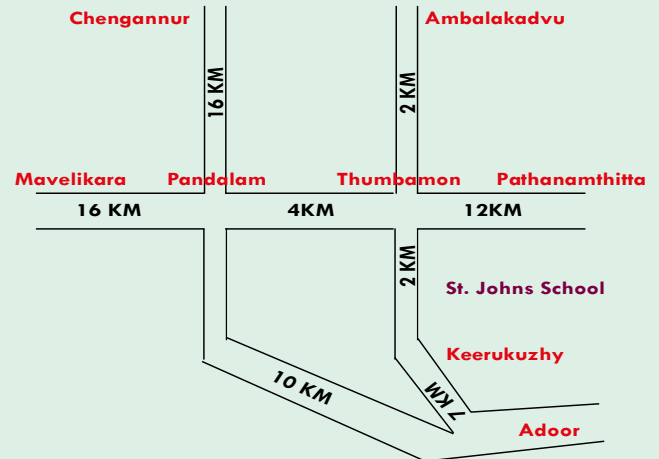 Chengannur
Ambalakadvu
16 KM
2 KM
Mavelikara
Pandalam
Thumbamon
Pathanamthitta
16 KM
4KM
12KM
2 KM
St. Johns School
Keerukuzhy
10 KM
7 KM
Adoor